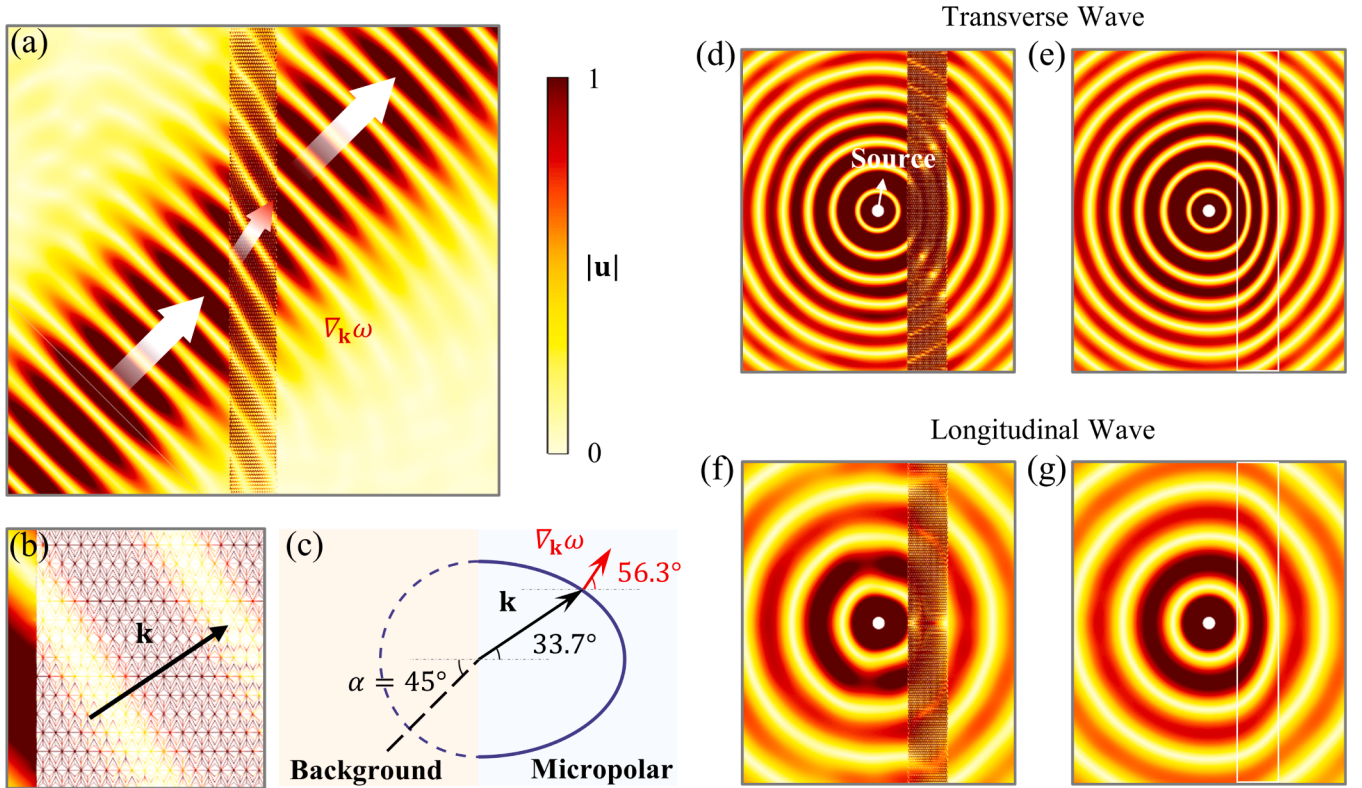 (a)
1
|u|
0
∇ₖω
(b)
k
(c)
∇ₖω
56.3°
k
33.7°
α = 45°
Background
Micropolar
Transverse Wave
(d)
Source
(e)
Longitudinal Wave
(f)
(g)